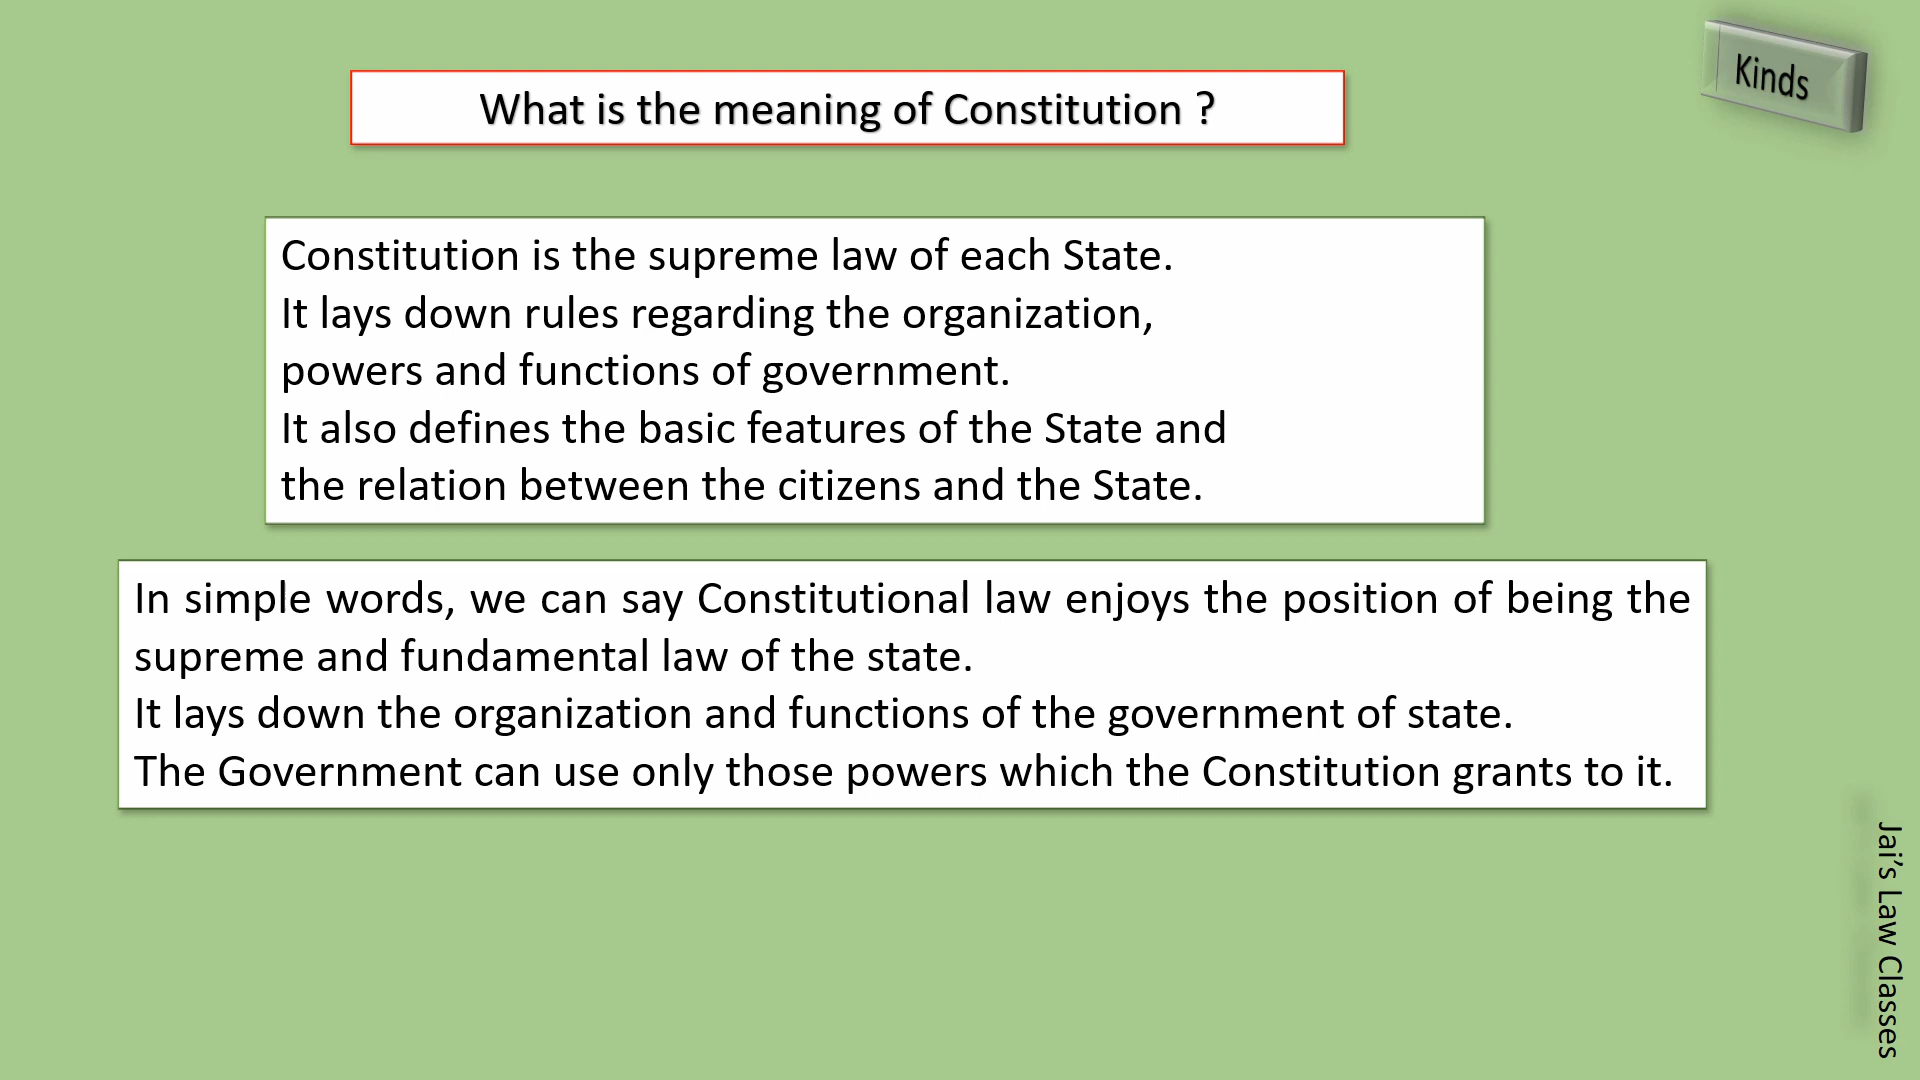 Kinds
What is the meaning of Constitution ?
Constitution is the supreme law of each State.
It lays down rules regarding the organization,
powers and functions of government.
It also defines the basic features of the State and
the relation between the citizens and the State.
In simple words, we can say Constitutional law enjoys the position of being the
supreme and fundamental law of the state.
It lays down the organization and functions of the government of state.
The Government can use only those powers which the Constitution grants to it.
Jai’s Law Classes